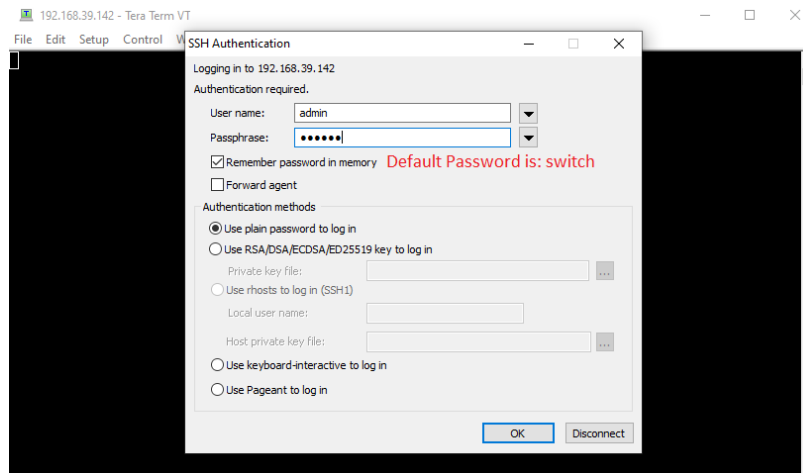 192.168.39.142 - Tera Term VT
File Edit Setup Control
SSH Authentication
Logging in to 192.168.39.142
Authentication required.
User name: admin
Passphrase: ●●●●●●
Remember password in memory Default Password is: switch
Forward agent
Authentication methods
Use plain password to log in
Use RSA/DSA/ECDSA/ED25519 key to log in
Private key file: ...
Use rhosts to log in (SSH1)
Local user name:
Host private key file: ...
Use keyboard-interactive to log in
Use Pageant to log in
OK Disconnect